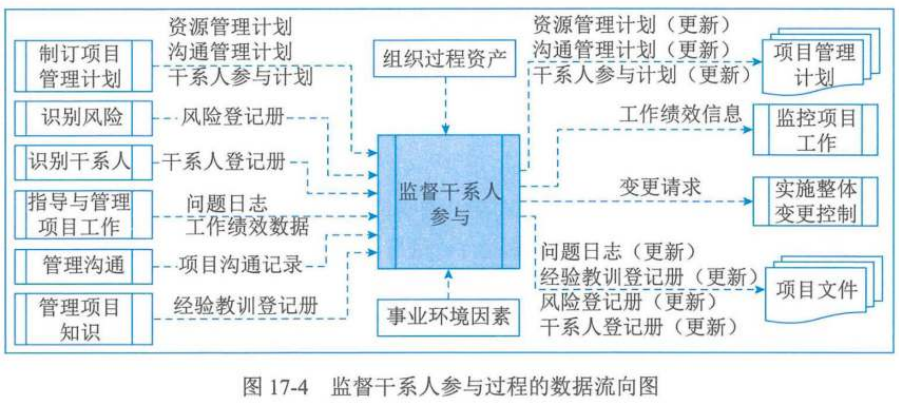 制订项目
管理计划
资源管理计划
沟通管理计划
干系人参与计划
识别风险
风险登记册
识别干系人
干系人登记册
指导与管理
项目工作
问题日志
工作绩效数据
管理沟通
项目沟通记录
管理项目
知识
经验教训登记册
组织过程资产
监督干系人
参与
事业环境因素
资源管理计划（更新）
沟通管理计划（更新）
干系人参与计划（更新）
项目管理
计划
工作绩效信息
监控项目
工作
变更请求
实施整体
变更控制
问题日志（更新）
经验教训登记册（更新）
风险登记册（更新）
干系人登记册（更新）
项目文件
图 17-4 监督干系人参与过程的数据流向图